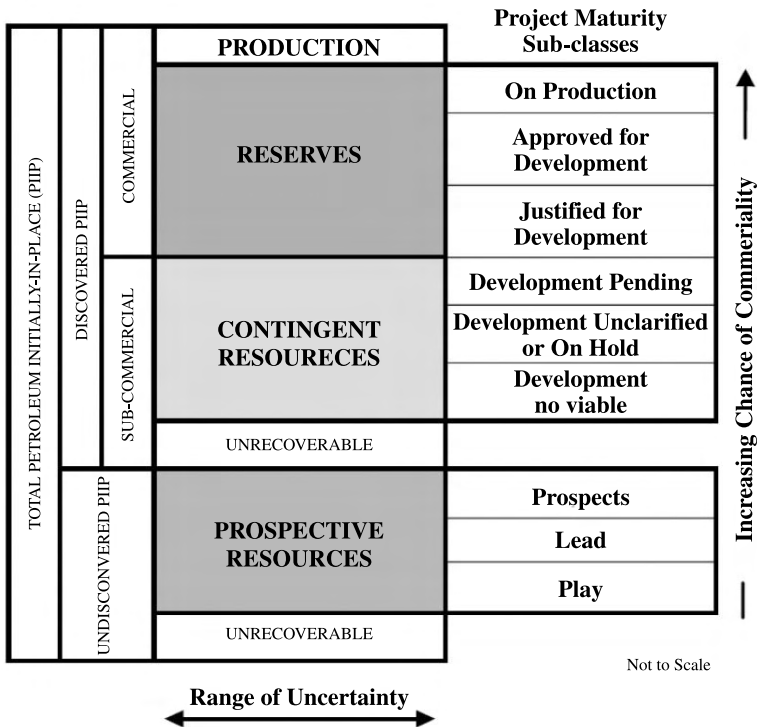 Project Maturity
Sub-classes
PRODUCTION
On Production
RESERVES
Approved for
Development
Justified for
Development
Development Pending
CONTINGENT
RESOURECES
Development Unclarified
or On Hold
Development
no viable
UNRECOVERABLE
PROSPECTIVE
RESOURCES
Prospects
Lead
Play
UNRECOVERABLE
TOTAL PETROLEUM INITIALLY-IN-PLACE (PIIP)
DISCOVERED PIIP
UNDISCONVERED PIIP
COMMERCIAL
SUB-COMMERCIAL
Increasing Chance of Commeriality
Not to Scale
Range of Uncertainty